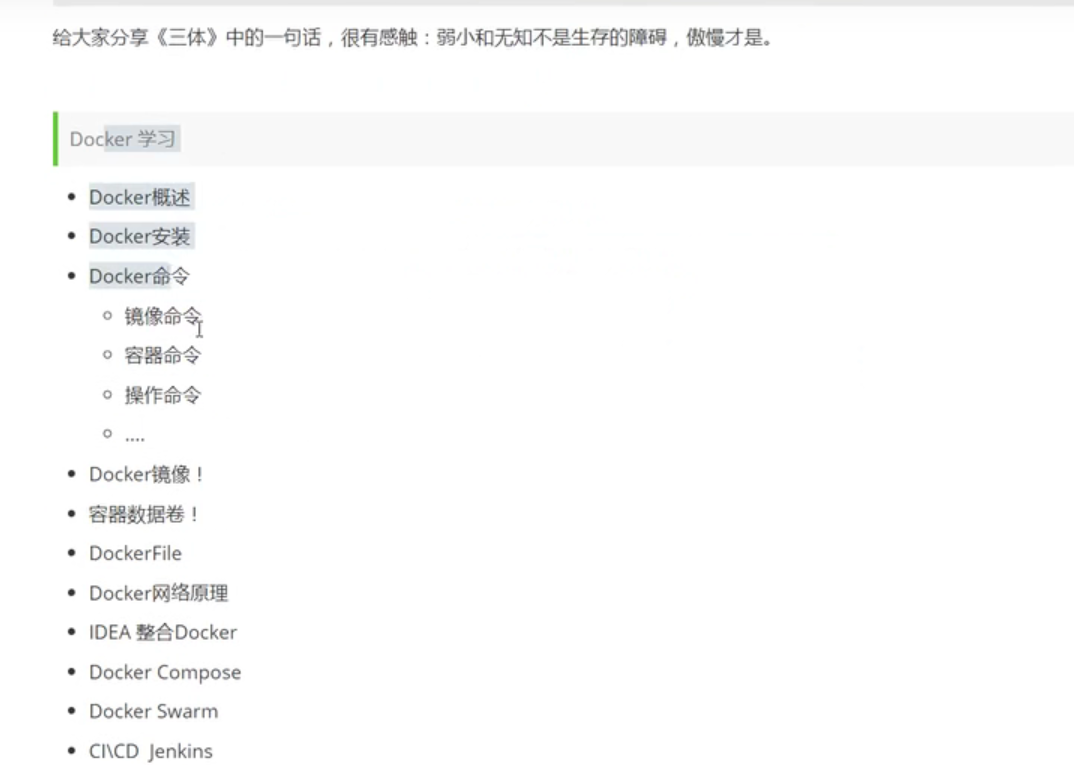 给大家分享《三体》中的一句话，很有感触：弱小和无知不是生存的障碍，傲慢才是。
Docker 学习
Docker概述
Docker安装
Docker命令
镜像命令
容器命令
操作命令
....
Docker镜像！
容器数据卷！
DockerFile
Docker网络原理
IDEA 整合Docker
Docker Compose
Docker Swarm
CI\CD Jenkins